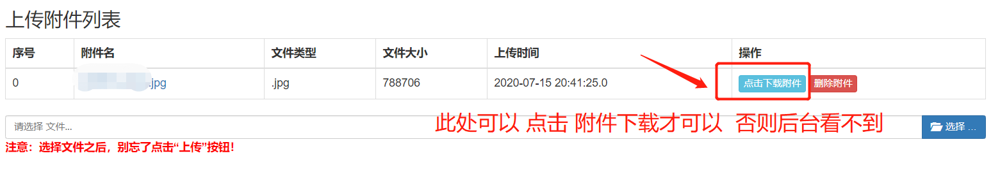 上传附件列表
序号 附件名 文件类型 文件大小 上传时间 操作
0 .jpg .jpg 788706 2020-07-15 20:41:25.0 点击下载附件 删除附件
此处可以 点击 附件下载才可以 否则后台看不到
请选择 文件... 选择 ...
注意：选择文件之后，别忘了点击“上传”按钮！